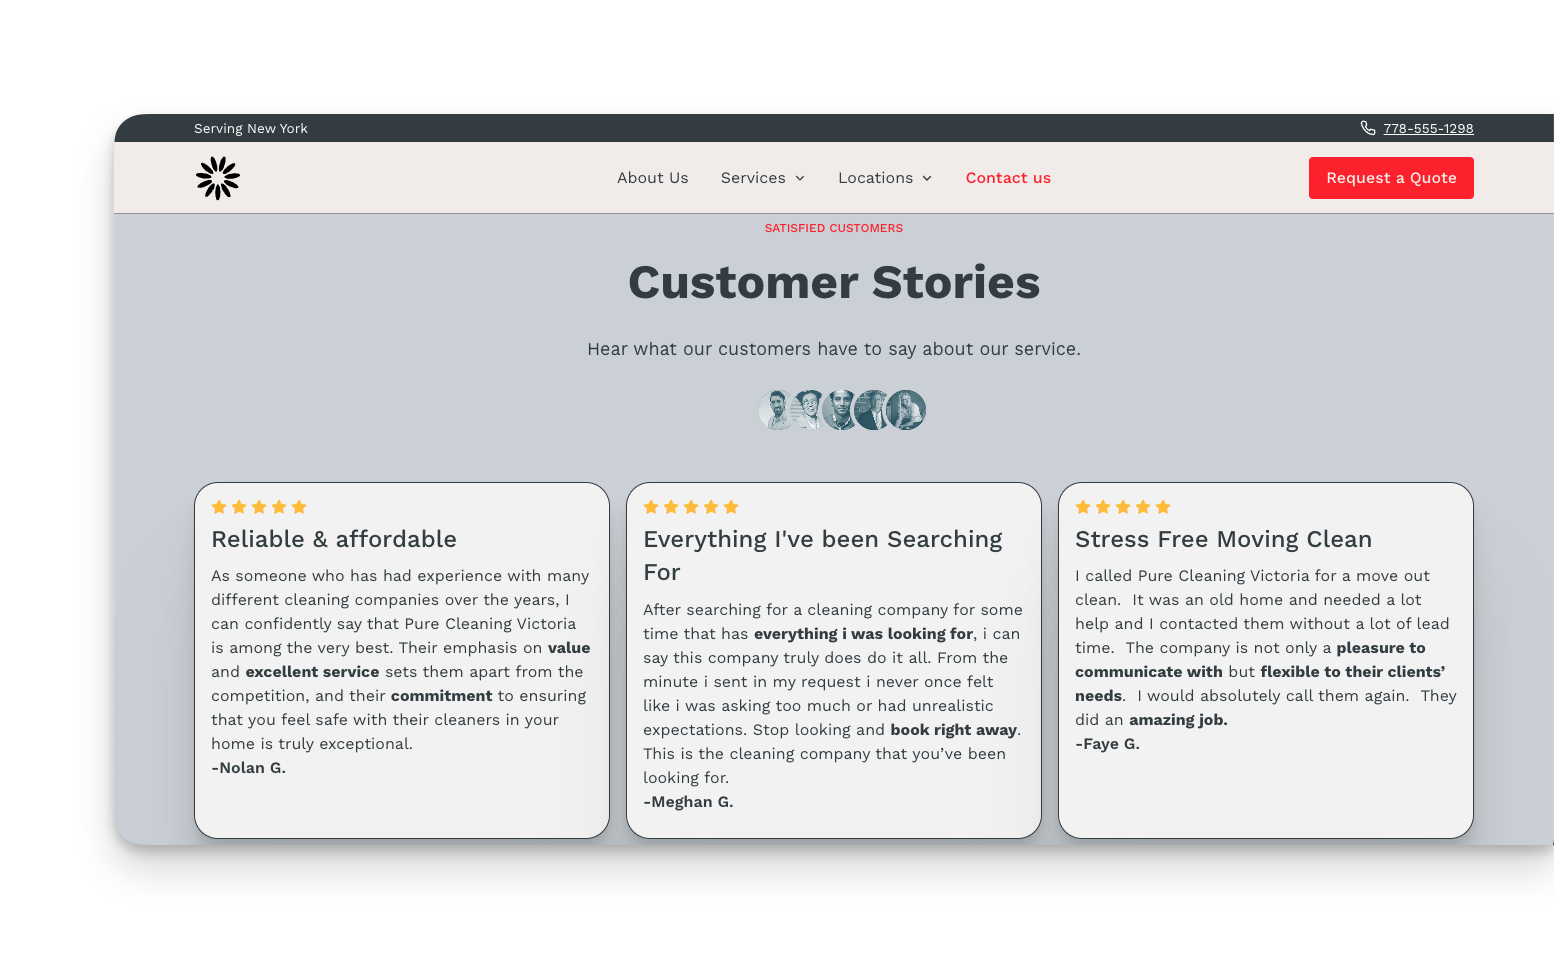 Serving New York
778-555-1298
About Us Services Locations Contact us
Request a Quote
SATISFIED CUSTOMERS
Customer Stories
Hear what our customers have to say about our service.
Reliable & affordable
As someone who has had experience with many
different cleaning companies over the years, I
can confidently say that Pure Cleaning Victoria
is among the very best. Their emphasis on value
and excellent service sets them apart from the
competition, and their commitment to ensuring
that you feel safe with their cleaners in your
home is truly exceptional.
-Nolan G.
Everything I've been Searching
For
After searching for a cleaning company for some
time that has everything i was looking for, i can
say this company truly does do it all. From the
minute i sent in my request i never once felt
like i was asking too much or had unrealistic
expectations. Stop looking and book right away.
This is the cleaning company that you’ve been
looking for.
-Meghan G.
Stress Free Moving Clean
I called Pure Cleaning Victoria for a move out
clean.  It was an old home and needed a lot
help and I contacted them without a lot of lead
time.  The company is not only a pleasure to
communicate with but flexible to their clients’
needs.  I would absolutely call them again.  They
did an amazing job.
-Faye G.